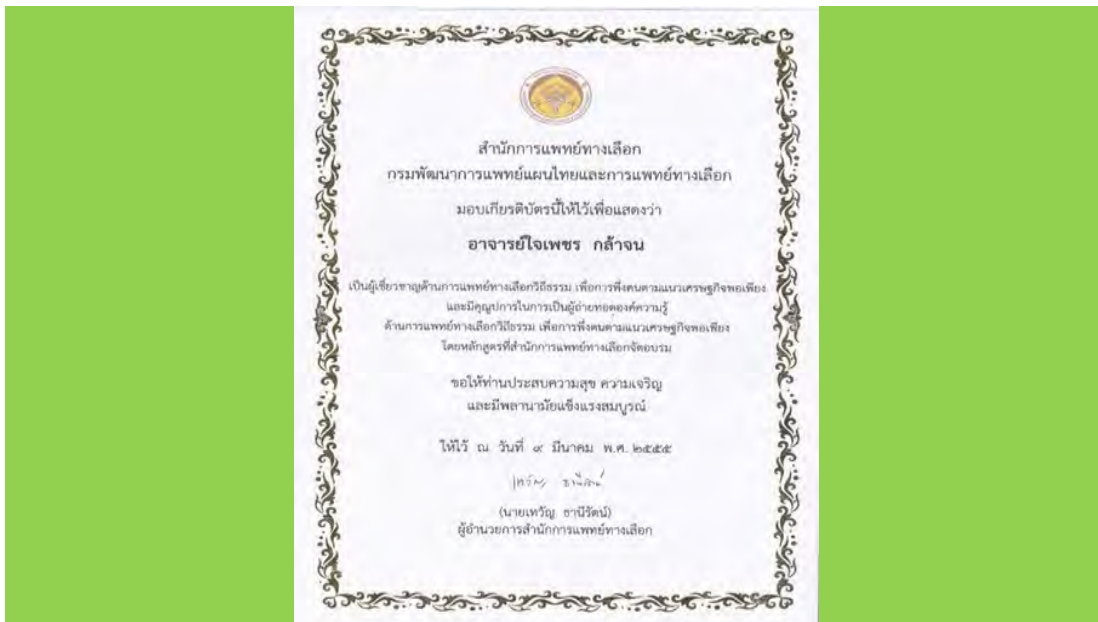 สำนักการแพทย์ทางเลือก
กรมพัฒนาการแพทย์แผนไทยและการแพทย์ทางเลือก
มอบเกียรติบัตรนี้ให้ไว้เพื่อแสดงว่า
อาจารย์ใจเพชร กล้าจน
เป็นผู้เชี่ยวชาญด้านการแพทย์ทางเลือกวิถีธรรม เพื่อการพึ่งตนตามแนวเศรษฐกิจพอเพียง
และมีคุณูปการในการเป็นผู้ถ่ายทอดองค์ความรู้
ด้านการแพทย์ทางเลือกวิถีธรรม เพื่อการพึ่งตนตามแนวเศรษฐกิจพอเพียง
โดยหลักสูตรที่สำนักการแพทย์ทางเลือกจัดอบรม
ขอให้ท่านประสบความสุข ความเจริญ
และมีพลานามัยแข็งแรงสมบูรณ์
ให้ไว้ ณ วันที่ ๙ มีนาคม พ.ศ. ๒๕๕๕
(นายเทวัญ ธานีรัตน์)
ผู้อำนวยการสำนักการแพทย์ทางเลือก